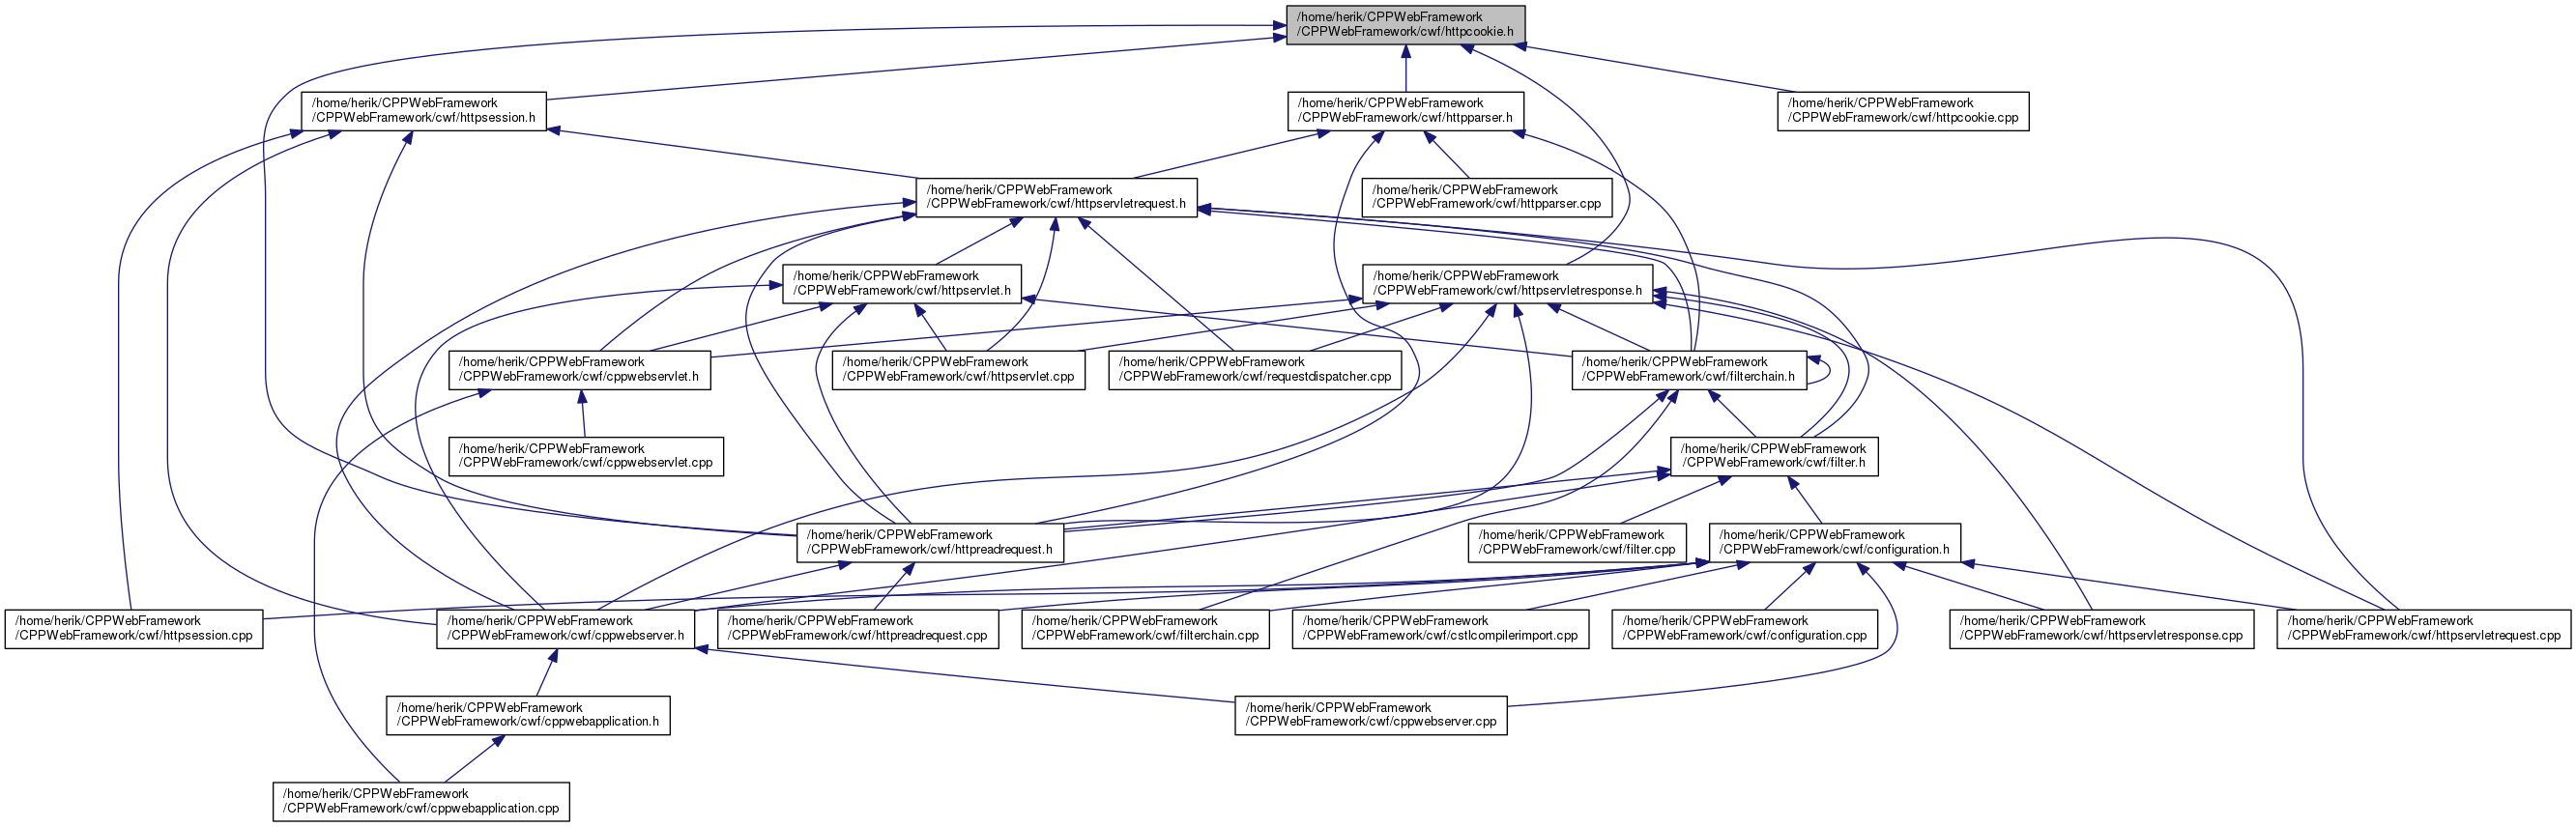 /home/herik/CPPWebFramework
/CPPWebFramework/cwf/httpcookie.h
/home/herik/CPPWebFramework
/CPPWebFramework/cwf/httpsession.h
/home/herik/CPPWebFramework
/CPPWebFramework/cwf/httpparser.h
/home/herik/CPPWebFramework
/CPPWebFramework/cwf/httpcookie.cpp
/home/herik/CPPWebFramework
/CPPWebFramework/cwf/httpservletrequest.h
/home/herik/CPPWebFramework
/CPPWebFramework/cwf/httpparser.cpp
/home/herik/CPPWebFramework
/CPPWebFramework/cwf/httpservlet.h
/home/herik/CPPWebFramework
/CPPWebFramework/cwf/httpservletresponse.h
/home/herik/CPPWebFramework
/CPPWebFramework/cwf/cppwebservlet.h
/home/herik/CPPWebFramework
/CPPWebFramework/cwf/httpservlet.cpp
/home/herik/CPPWebFramework
/CPPWebFramework/cwf/requestdispatcher.cpp
/home/herik/CPPWebFramework
/CPPWebFramework/cwf/filterchain.h
/home/herik/CPPWebFramework
/CPPWebFramework/cwf/cppwebservlet.cpp
/home/herik/CPPWebFramework
/CPPWebFramework/cwf/filter.h
/home/herik/CPPWebFramework
/CPPWebFramework/cwf/httpreadrequest.h
/home/herik/CPPWebFramework
/CPPWebFramework/cwf/filter.cpp
/home/herik/CPPWebFramework
/CPPWebFramework/cwf/configuration.h
/home/herik/CPPWebFramework
/CPPWebFramework/cwf/httpsession.cpp
/home/herik/CPPWebFramework
/CPPWebFramework/cwf/cppwebserver.h
/home/herik/CPPWebFramework
/CPPWebFramework/cwf/httpreadrequest.cpp
/home/herik/CPPWebFramework
/CPPWebFramework/cwf/filterchain.cpp
/home/herik/CPPWebFramework
/CPPWebFramework/cwf/cstlcompilerimport.cpp
/home/herik/CPPWebFramework
/CPPWebFramework/cwf/configuration.cpp
/home/herik/CPPWebFramework
/CPPWebFramework/cwf/httpservletresponse.cpp
/home/herik/CPPWebFramework
/CPPWebFramework/cwf/httpservletrequest.cpp
/home/herik/CPPWebFramework
/CPPWebFramework/cwf/cppwebapplication.h
/home/herik/CPPWebFramework
/CPPWebFramework/cwf/cppwebserver.cpp
/home/herik/CPPWebFramework
/CPPWebFramework/cwf/cppwebapplication.cpp